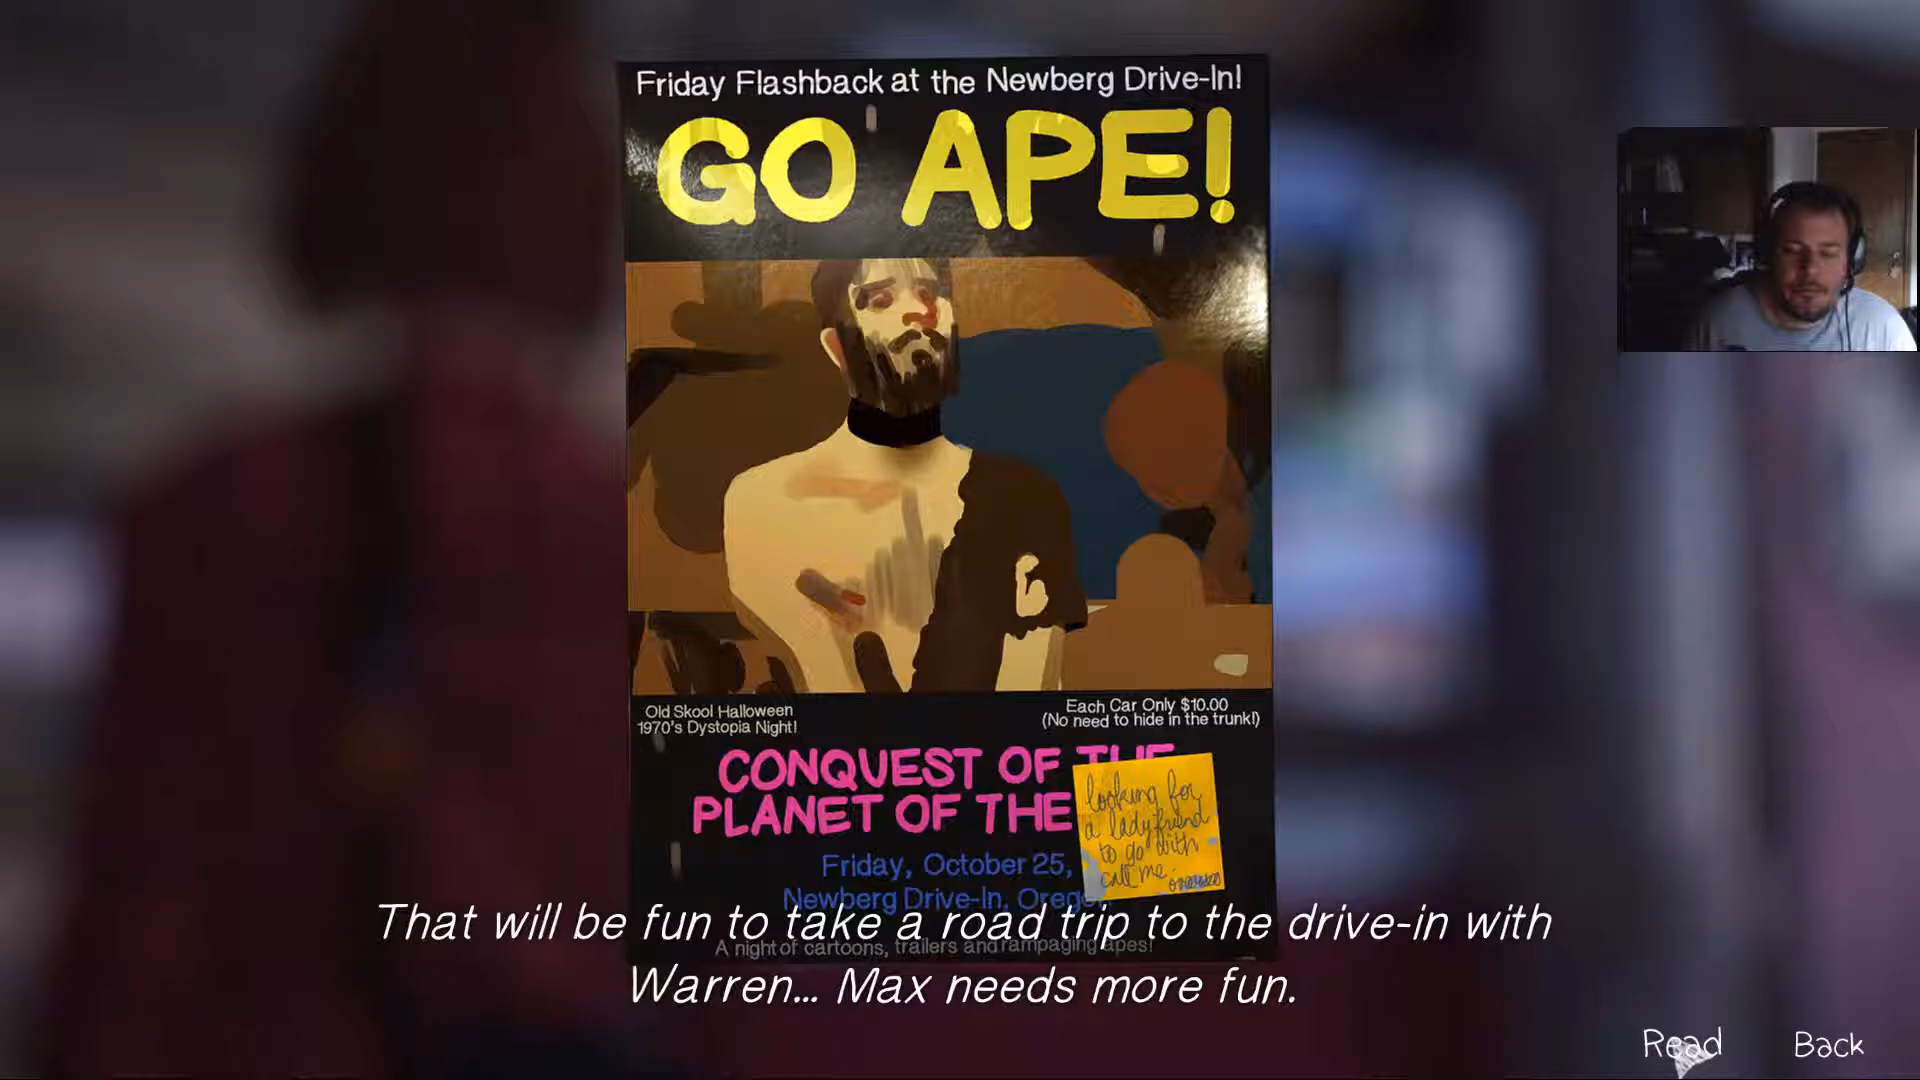 Friday Flashback at the Newberg Drive-In!
GO APE!
Old Skool Halloween
1970's Dystopia Night!
Each Car Only $10.00
(No need to hide in the trunk!)
CONQUEST OF THE
PLANET OF THE
looking for
a ladyfriend
to go with
call me
Friday, October 25,
Newberg Drive-In, Orego
A night of cartoons, trailers and rampaging apes!
That will be fun to take a road trip to the drive-in with
Warren... Max needs more fun.
Read
Back